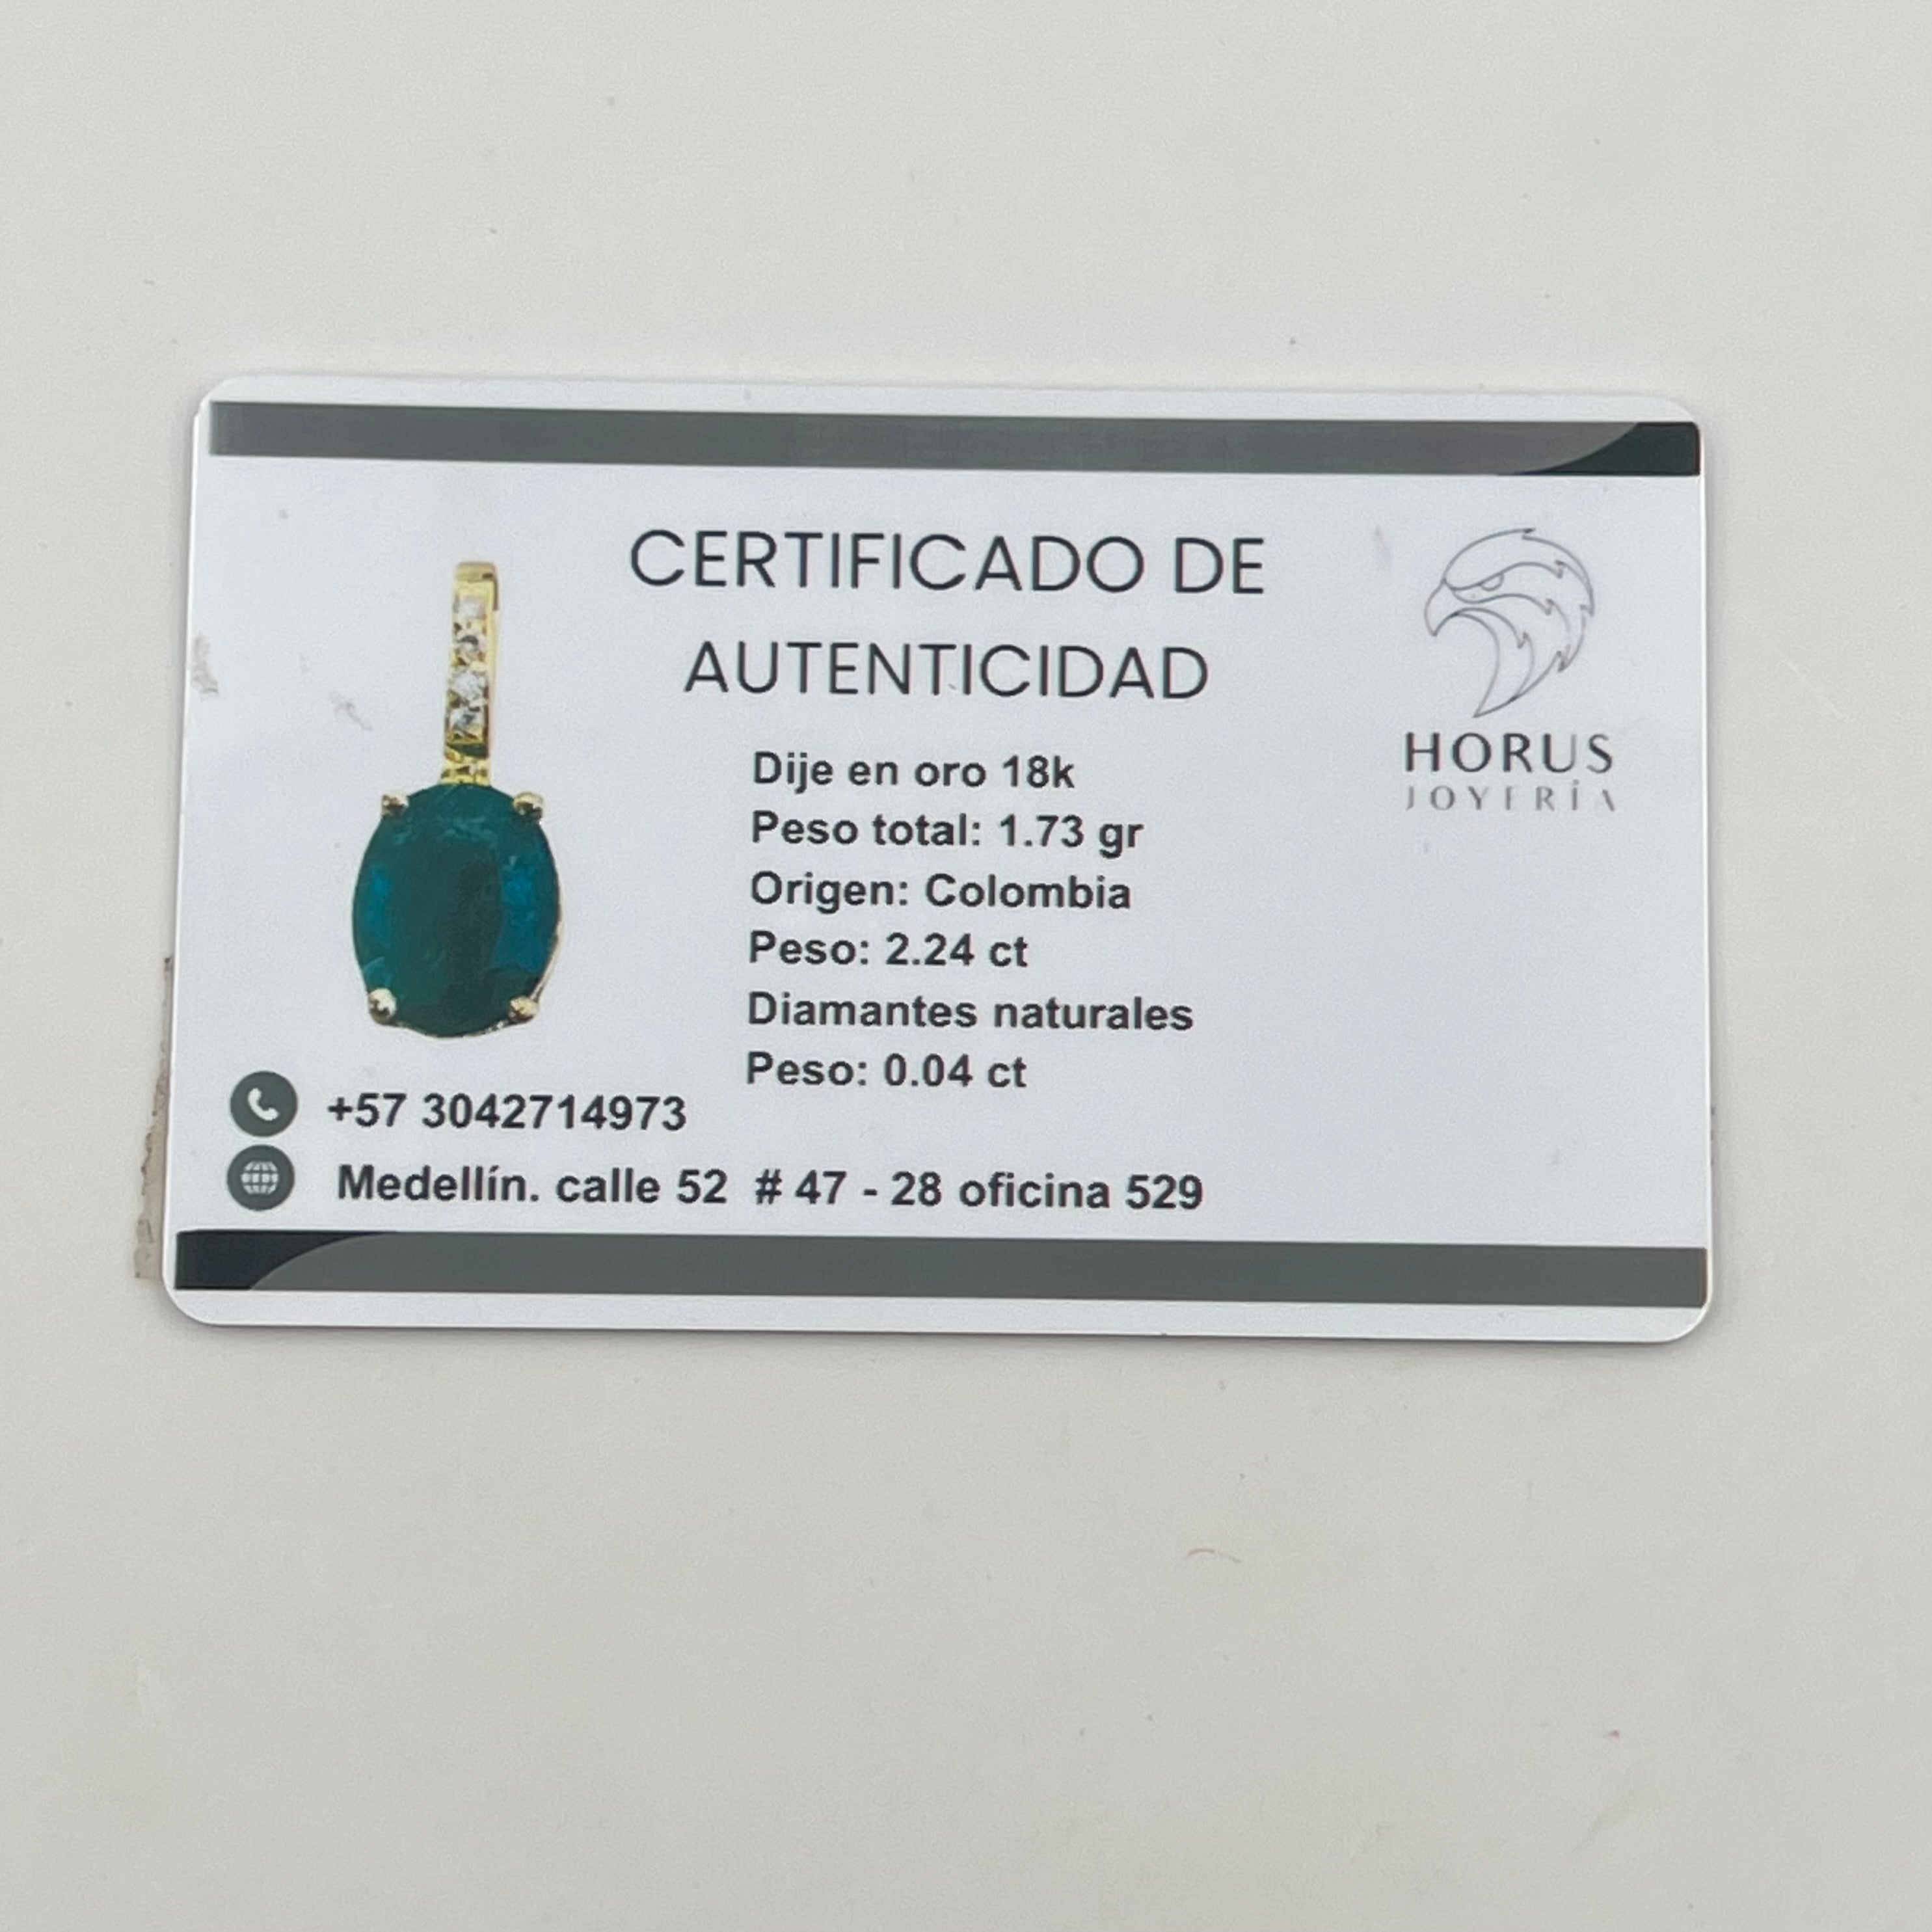 CERTIFICADO DE
AUTENTICIDAD
HORUS
JOYERÍA
Dije en oro 18k
Peso total: 1.73 gr
Origen: Colombia
Peso: 2.24 ct
Diamantes naturales
Peso: 0.04 ct
+57 3042714973
Medellín. calle 52 # 47 - 28 oficina 529